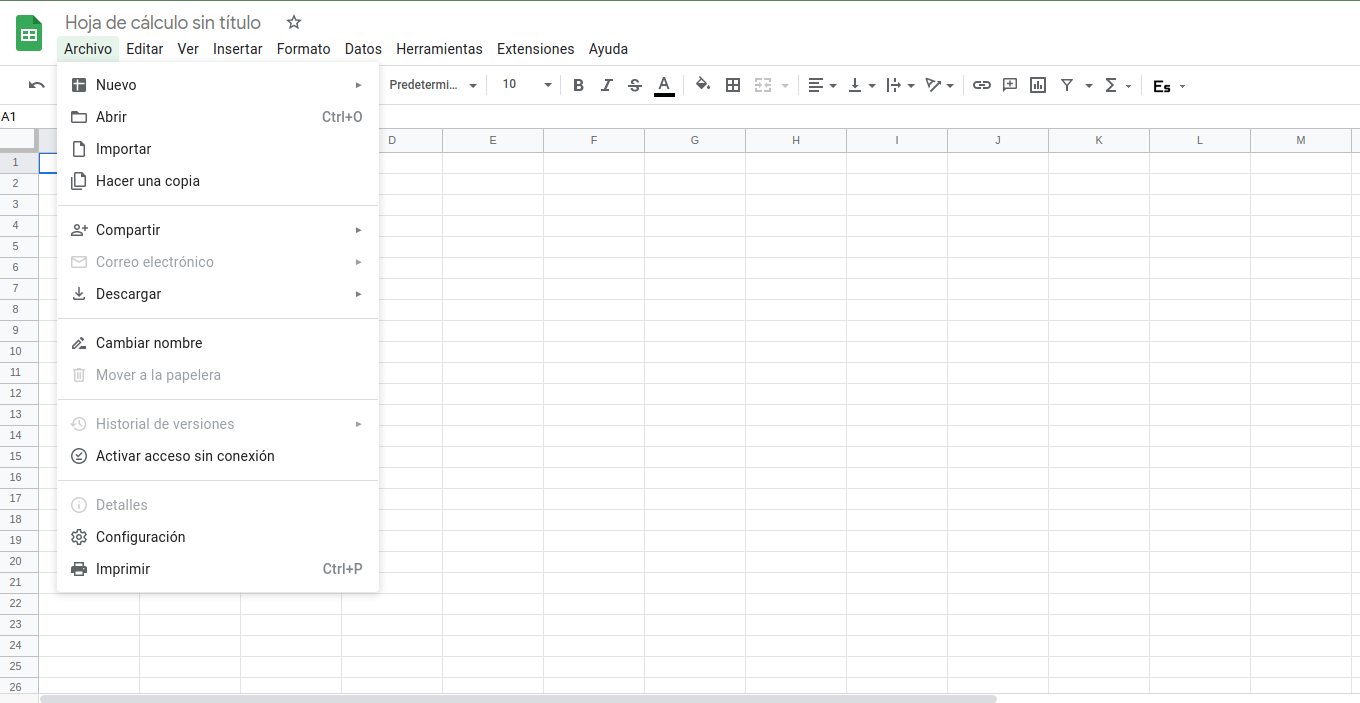 Hoja de cálculo sin título
Archivo Editar Ver Insertar Formato Datos Herramientas Extensiones Ayuda
Predetermi... 10 B I S A Es
A1
D E F G H I J K L M
Nuevo
Abrir Ctrl+O
Importar
Hacer una copia
Compartir
Correo electrónico
Descargar
Cambiar nombre
Mover a la papelera
Historial de versiones
Activar acceso sin conexión
Detalles
Configuración
Imprimir Ctrl+P
1
2
3
4
5
6
7
8
9
10
11
12
13
14
15
16
17
18
19
20
21
22
23
24
25
26